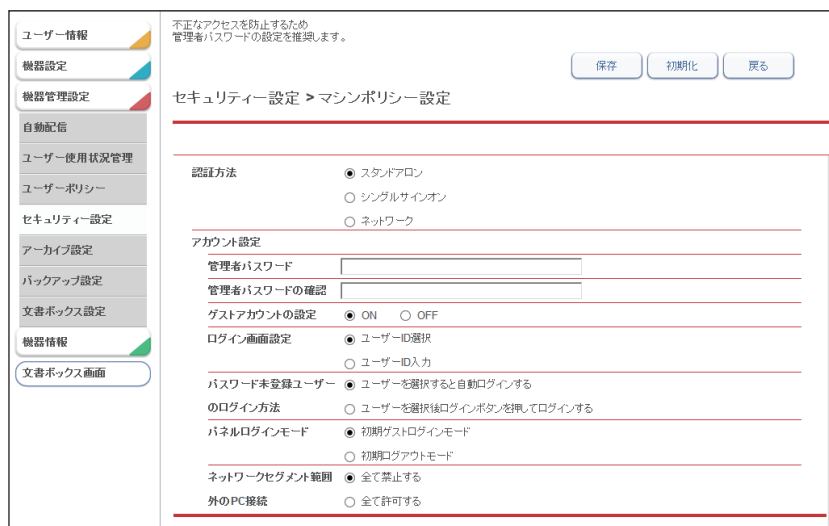 不正なアクセスを防止するため
管理者パスワードの設定を推奨します。
保存 初期化 戻る
ユーザー情報
機器設定
機器管理設定
自動配信
ユーザー使用状況管理
ユーザーポリシー
セキュリティー設定
アーカイブ設定
バックアップ設定
文書ボックス設定
機器情報
文書ボックス画面
セキュリティー設定 > マシンポリシー設定
認証方法 スタンドアロン
シングルサインオン
ネットワーク
アカウント設定
管理者パスワード
管理者パスワードの確認
ゲストアカウントの設定 ON OFF
ログイン画面設定 ユーザーID選択
ユーザーID入力
パスワード未登録ユーザー ユーザーを選択すると自動ログインする
のログイン方法 ユーザーを選択後ログインボタンを押してログインする
パネルログインモード 初期ゲストログインモード
初期ログアウトモード
ネットワークセグメント範囲 全て禁止する
外のPC接続 全て許可する